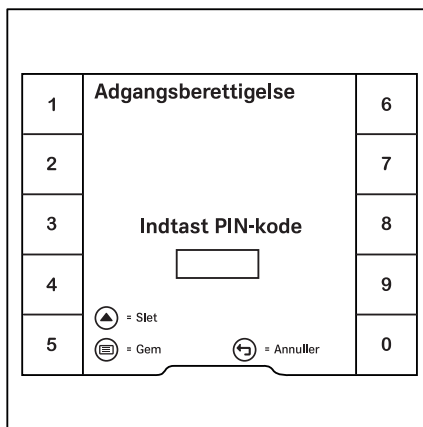 Adgangsberettigelse
1
2
3
4
5
6
7
8
9
0
Indtast PIN-kode
= Slet
= Gem
= Annuller